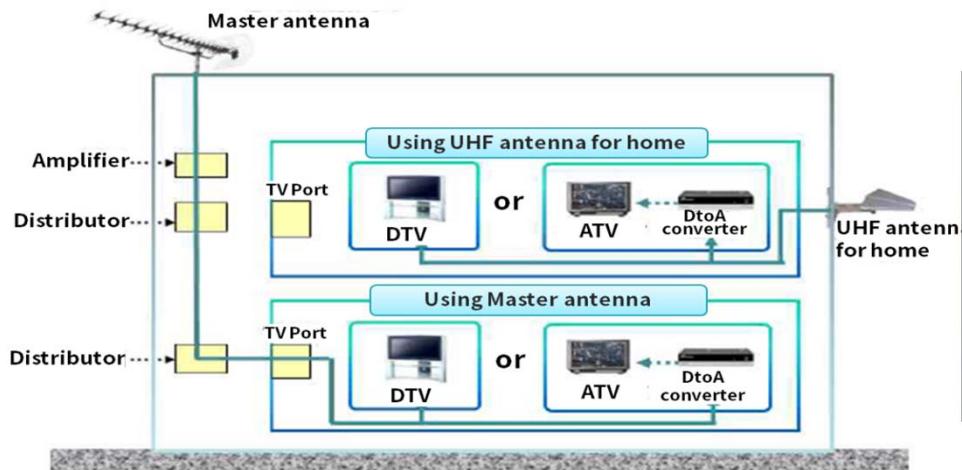 Master antenna
Using UHF antenna for home
Amplifier
TV Port
or
Distributor
DTV
ATV
DtoA
converter
UHF antenna
for home
Using Master antenna
TV Port
Distributor
or
DTV
ATV
DtoA
converter